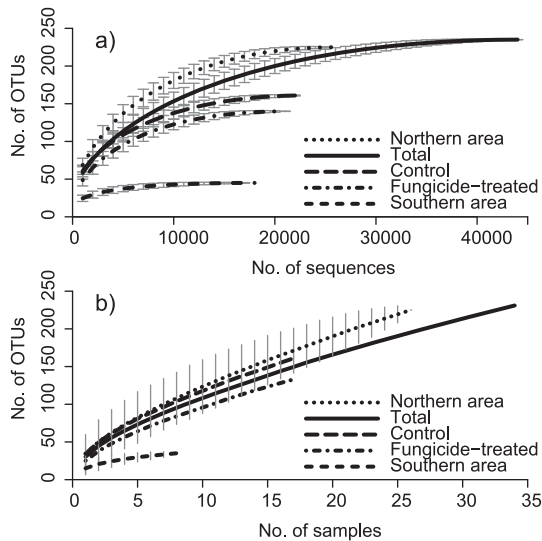 a)
No. of OTUs
0 50 100 150 200 250
Northern area
Total
Control
Fungicide−treated
Southern area
0 10000 20000 30000 40000
No. of sequences
b)
No. of OTUs
0 50 100 150 200 250
Northern area
Total
Control
Fungicide−treated
Southern area
0 5 10 15 20 25 30 35
No. of samples